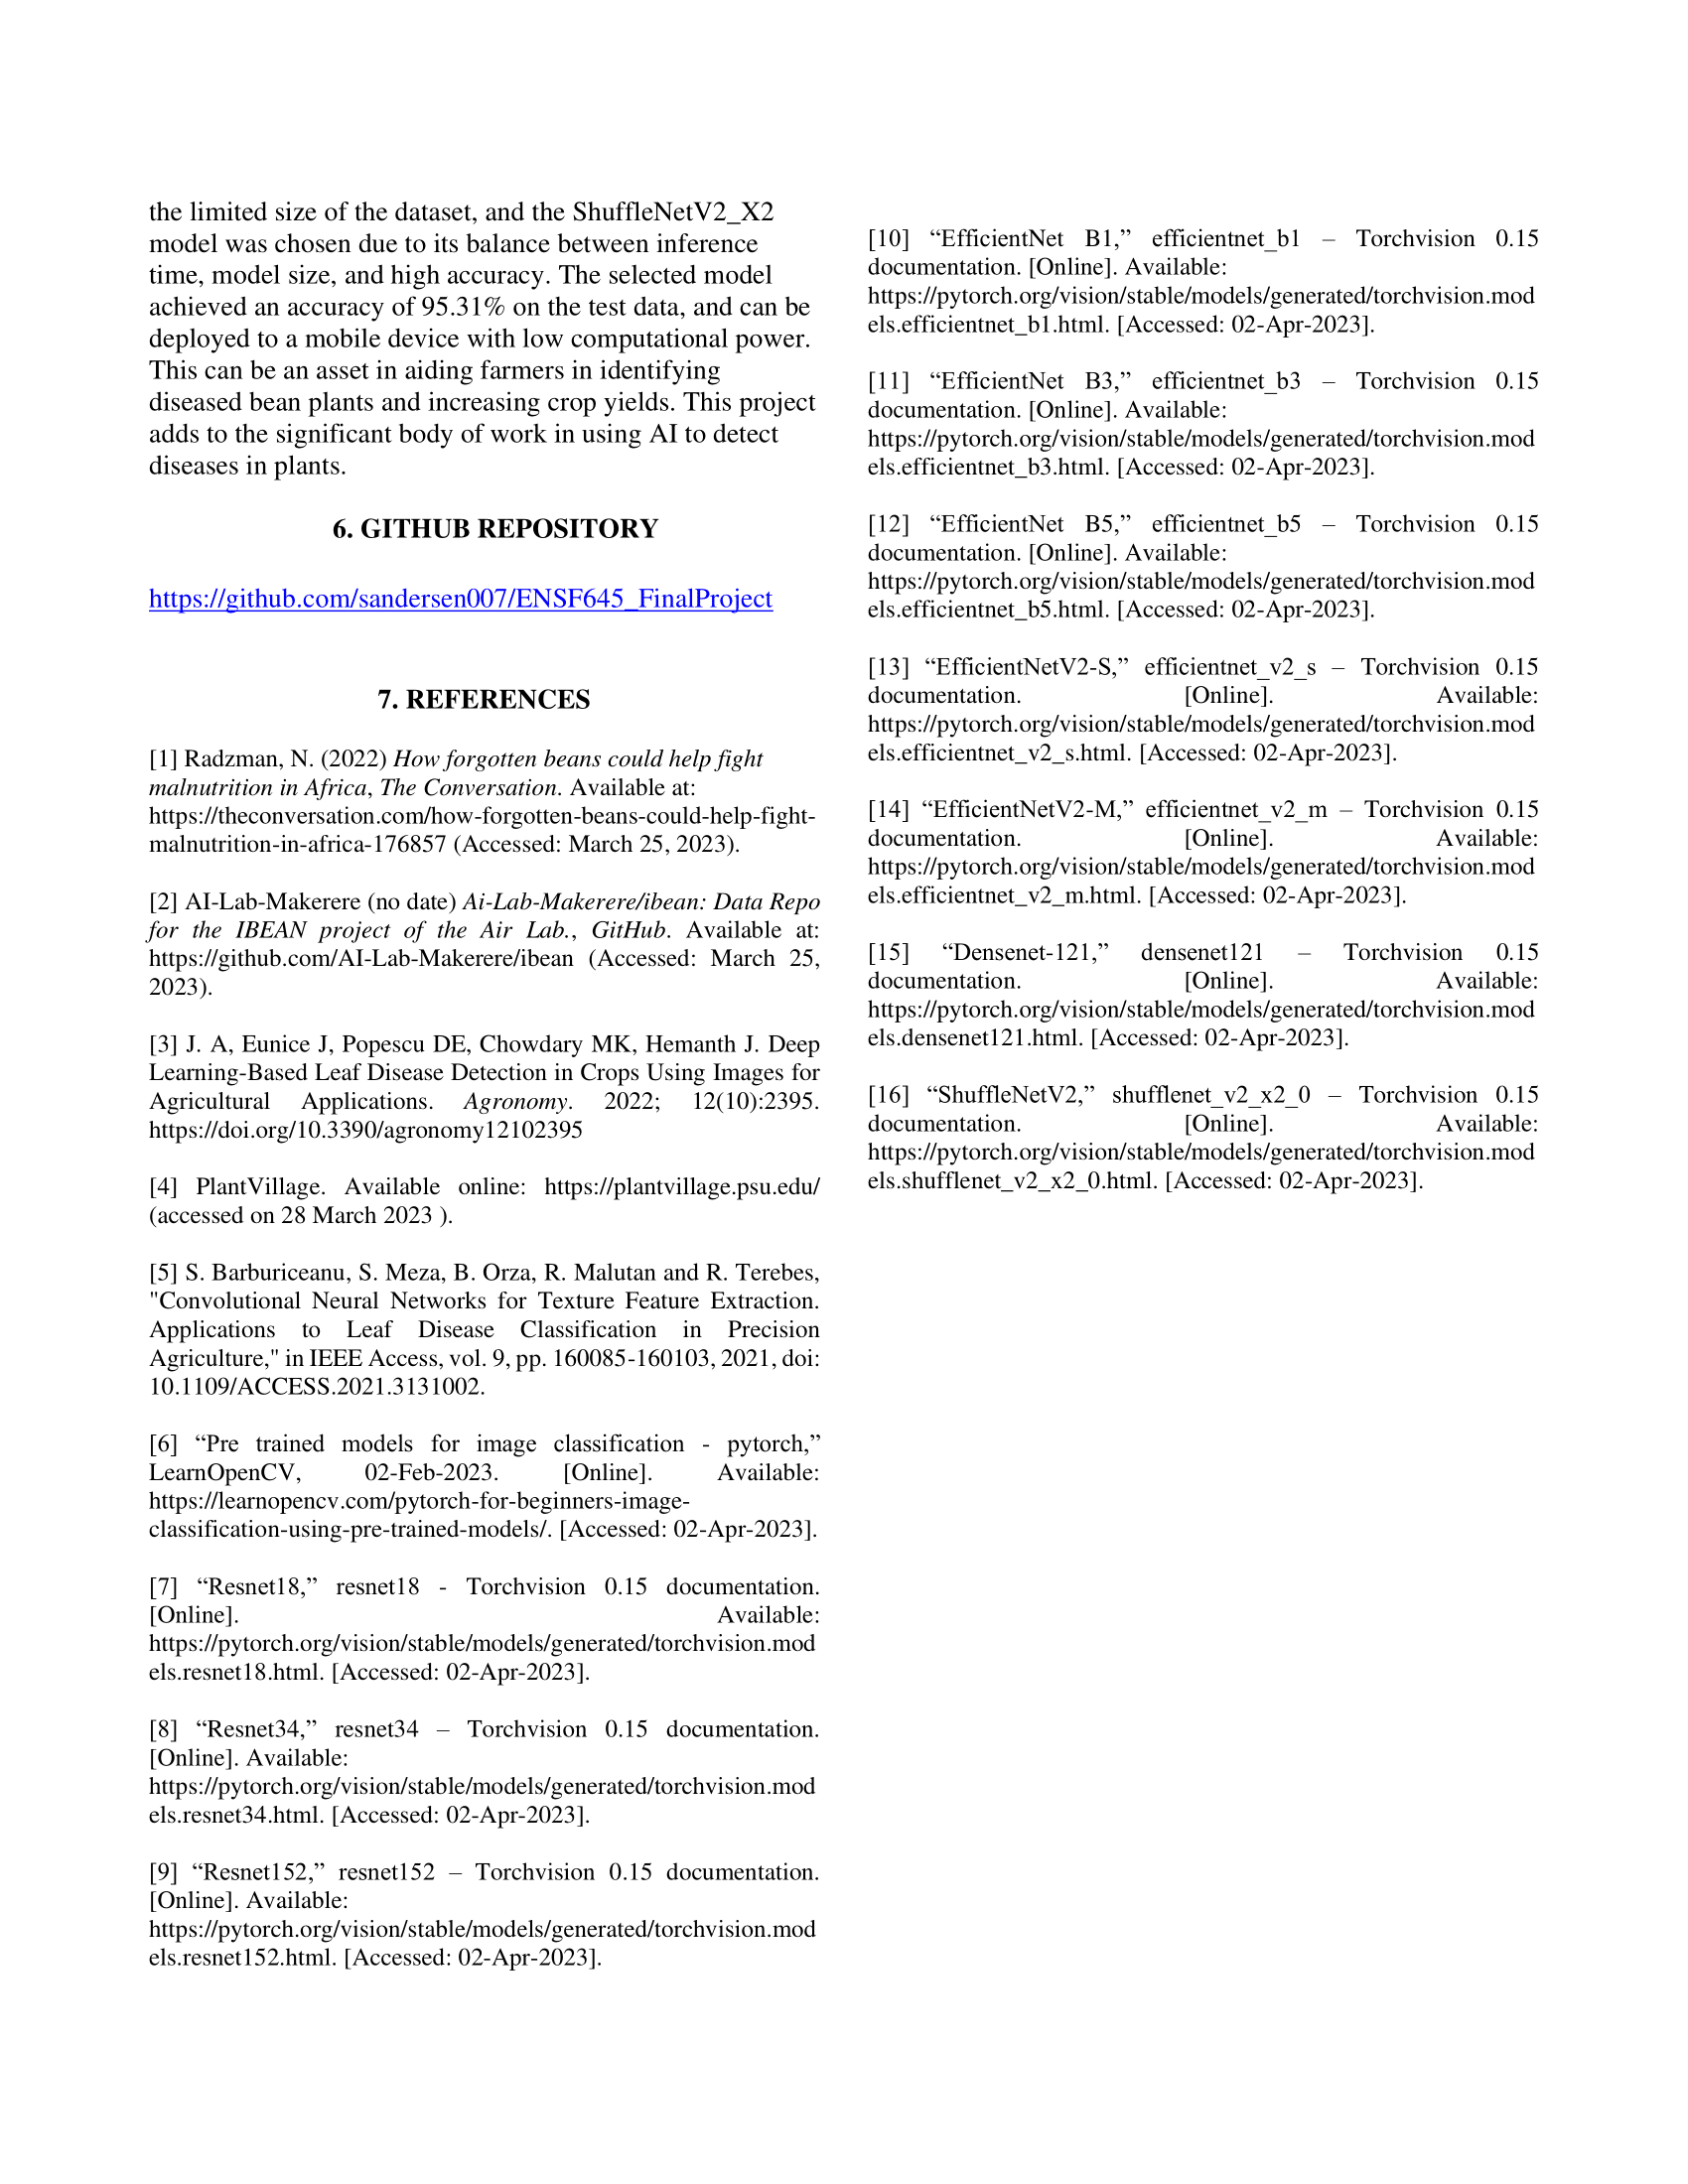 the limited size of the dataset, and the ShuffleNetV2_X2
model was chosen due to its balance between inference
time, model size, and high accuracy. The selected model
achieved an accuracy of 95.31% on the test data, and can be
deployed to a mobile device with low computational power.
This can be an asset in aiding farmers in identifying
diseased bean plants and increasing crop yields. This project
adds to the significant body of work in using AI to detect
diseases in plants.
6. GITHUB REPOSITORY
https://github.com/sandersen007/ENSF645_FinalProject
7. REFERENCES
[1] Radzman, N. (2022) How forgotten beans could help fight
malnutrition in Africa, The Conversation. Available at:
https://theconversation.com/how-forgotten-beans-could-help-fight-
malnutrition-in-africa-176857 (Accessed: March 25, 2023).
[2] AI-Lab-Makerere (no date) Ai-Lab-Makerere/ibean: Data Repo
for the IBEAN project of the Air Lab., GitHub. Available at:
https://github.com/AI-Lab-Makerere/ibean (Accessed: March 25,
2023).
[3] J. A, Eunice J, Popescu DE, Chowdary MK, Hemanth J. Deep
Learning-Based Leaf Disease Detection in Crops Using Images for
Agricultural Applications. Agronomy. 2022; 12(10):2395.
https://doi.org/10.3390/agronomy12102395
[4] PlantVillage. Available online: https://plantvillage.psu.edu/
(accessed on 28 March 2023 ).
[5] S. Barburiceanu, S. Meza, B. Orza, R. Malutan and R. Terebes,
"Convolutional Neural Networks for Texture Feature Extraction.
Applications to Leaf Disease Classification in Precision
Agriculture," in IEEE Access, vol. 9, pp. 160085-160103, 2021, doi:
10.1109/ACCESS.2021.3131002.
[6] “Pre trained models for image classification - pytorch,”
LearnOpenCV, 02-Feb-2023. [Online]. Available:
https://learnopencv.com/pytorch-for-beginners-image-
classification-using-pre-trained-models/. [Accessed: 02-Apr-2023].
[7] “Resnet18,” resnet18 - Torchvision 0.15 documentation.
[Online]. Available:
https://pytorch.org/vision/stable/models/generated/torchvision.mod
els.resnet18.html. [Accessed: 02-Apr-2023].
[8] “Resnet34,” resnet34 – Torchvision 0.15 documentation.
[Online]. Available:
https://pytorch.org/vision/stable/models/generated/torchvision.mod
els.resnet34.html. [Accessed: 02-Apr-2023].
[9] “Resnet152,” resnet152 – Torchvision 0.15 documentation.
[Online]. Available:
https://pytorch.org/vision/stable/models/generated/torchvision.mod
els.resnet152.html. [Accessed: 02-Apr-2023].
[10] “EfficientNet B1,” efficientnet_b1 – Torchvision 0.15
documentation. [Online]. Available:
https://pytorch.org/vision/stable/models/generated/torchvision.mod
els.efficientnet_b1.html. [Accessed: 02-Apr-2023].
[11] “EfficientNet B3,” efficientnet_b3 – Torchvision 0.15
documentation. [Online]. Available:
https://pytorch.org/vision/stable/models/generated/torchvision.mod
els.efficientnet_b3.html. [Accessed: 02-Apr-2023].
[12] “EfficientNet B5,” efficientnet_b5 – Torchvision 0.15
documentation. [Online]. Available:
https://pytorch.org/vision/stable/models/generated/torchvision.mod
els.efficientnet_b5.html. [Accessed: 02-Apr-2023].
[13] “EfficientNetV2-S,” efficientnet_v2_s – Torchvision 0.15
documentation. [Online]. Available:
https://pytorch.org/vision/stable/models/generated/torchvision.mod
els.efficientnet_v2_s.html. [Accessed: 02-Apr-2023].
[14] “EfficientNetV2-M,” efficientnet_v2_m – Torchvision 0.15
documentation. [Online]. Available:
https://pytorch.org/vision/stable/models/generated/torchvision.mod
els.efficientnet_v2_m.html. [Accessed: 02-Apr-2023].
[15] “Densenet-121,” densenet121 – Torchvision 0.15
documentation. [Online]. Available:
https://pytorch.org/vision/stable/models/generated/torchvision.mod
els.densenet121.html. [Accessed: 02-Apr-2023].
[16] “ShuffleNetV2,” shufflenet_v2_x2_0 – Torchvision 0.15
documentation. [Online]. Available:
https://pytorch.org/vision/stable/models/generated/torchvision.mod
els.shufflenet_v2_x2_0.html. [Accessed: 02-Apr-2023].